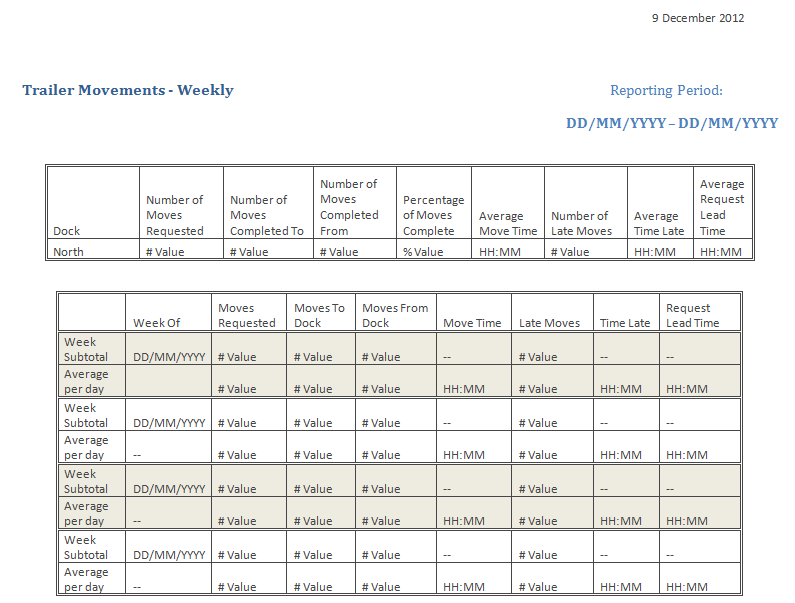 9 December 2012
Trailer Movements - Weekly
Reporting Period:
DD/MM/YYYY – DD/MM/YYYY
Dock
Number of Moves Requested
Number of Moves Completed To
Number of Moves Completed From
Percentage of Moves Complete
Average Move Time
Number of Late Moves
Average Time Late
Average Request Lead Time
North # Value # Value # Value % Value HH:MM # Value HH:MM HH:MM
Week Of
Moves Requested
Moves To Dock
Moves From Dock
Move Time
Late Moves
Time Late
Request Lead Time
Week Subtotal DD/MM/YYYY # Value # Value # Value -- # Value -- --
Average per day # Value # Value # Value HH:MM # Value HH:MM HH:MM
Week Subtotal DD/MM/YYYY # Value # Value # Value -- # Value -- --
Average per day -- # Value # Value # Value HH:MM # Value HH:MM HH:MM
Week Subtotal DD/MM/YYYY # Value # Value # Value -- # Value -- --
Average per day -- # Value # Value # Value HH:MM # Value HH:MM HH:MM
Week Subtotal DD/MM/YYYY # Value # Value # Value -- # Value -- --
Average per day -- # Value # Value # Value HH:MM # Value HH:MM HH:MM